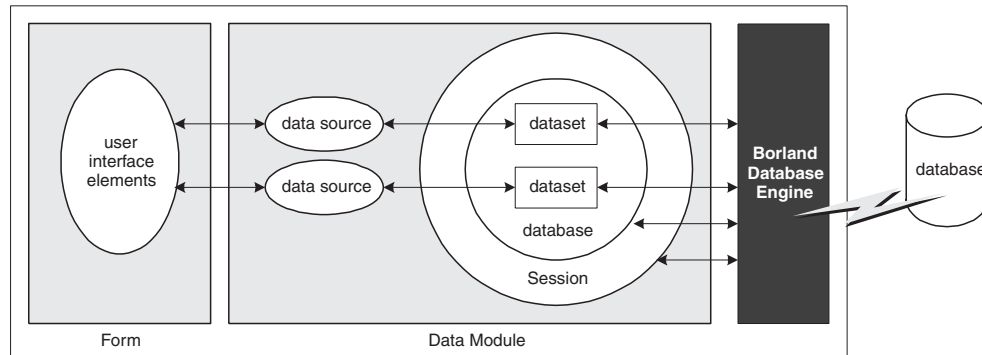 user
interface
elements
data source
data source
dataset
dataset
database
Session
Borland
Database
Engine
database
Form
Data Module